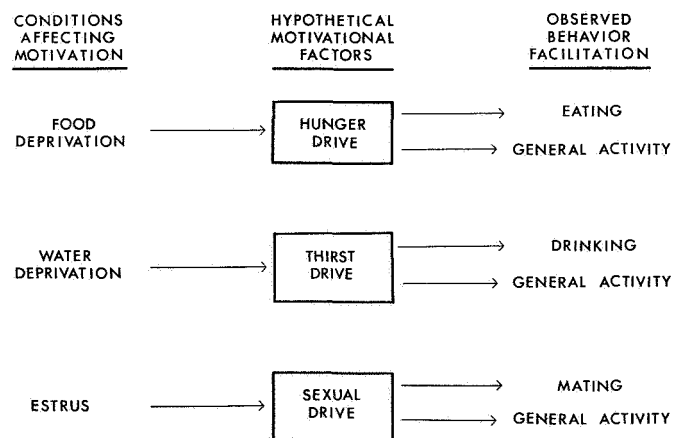 CONDITIONS
AFFECTING
MOTIVATION
HYPOTHETICAL
MOTIVATIONAL
FACTORS
OBSERVED
BEHAVIOR
FACILITATION
FOOD
DEPRIVATION
HUNGER
DRIVE
EATING
GENERAL ACTIVITY
WATER
DEPRIVATION
THIRST
DRIVE
DRINKING
GENERAL ACTIVITY
ESTRUS
SEXUAL
DRIVE
MATING
GENERAL ACTIVITY